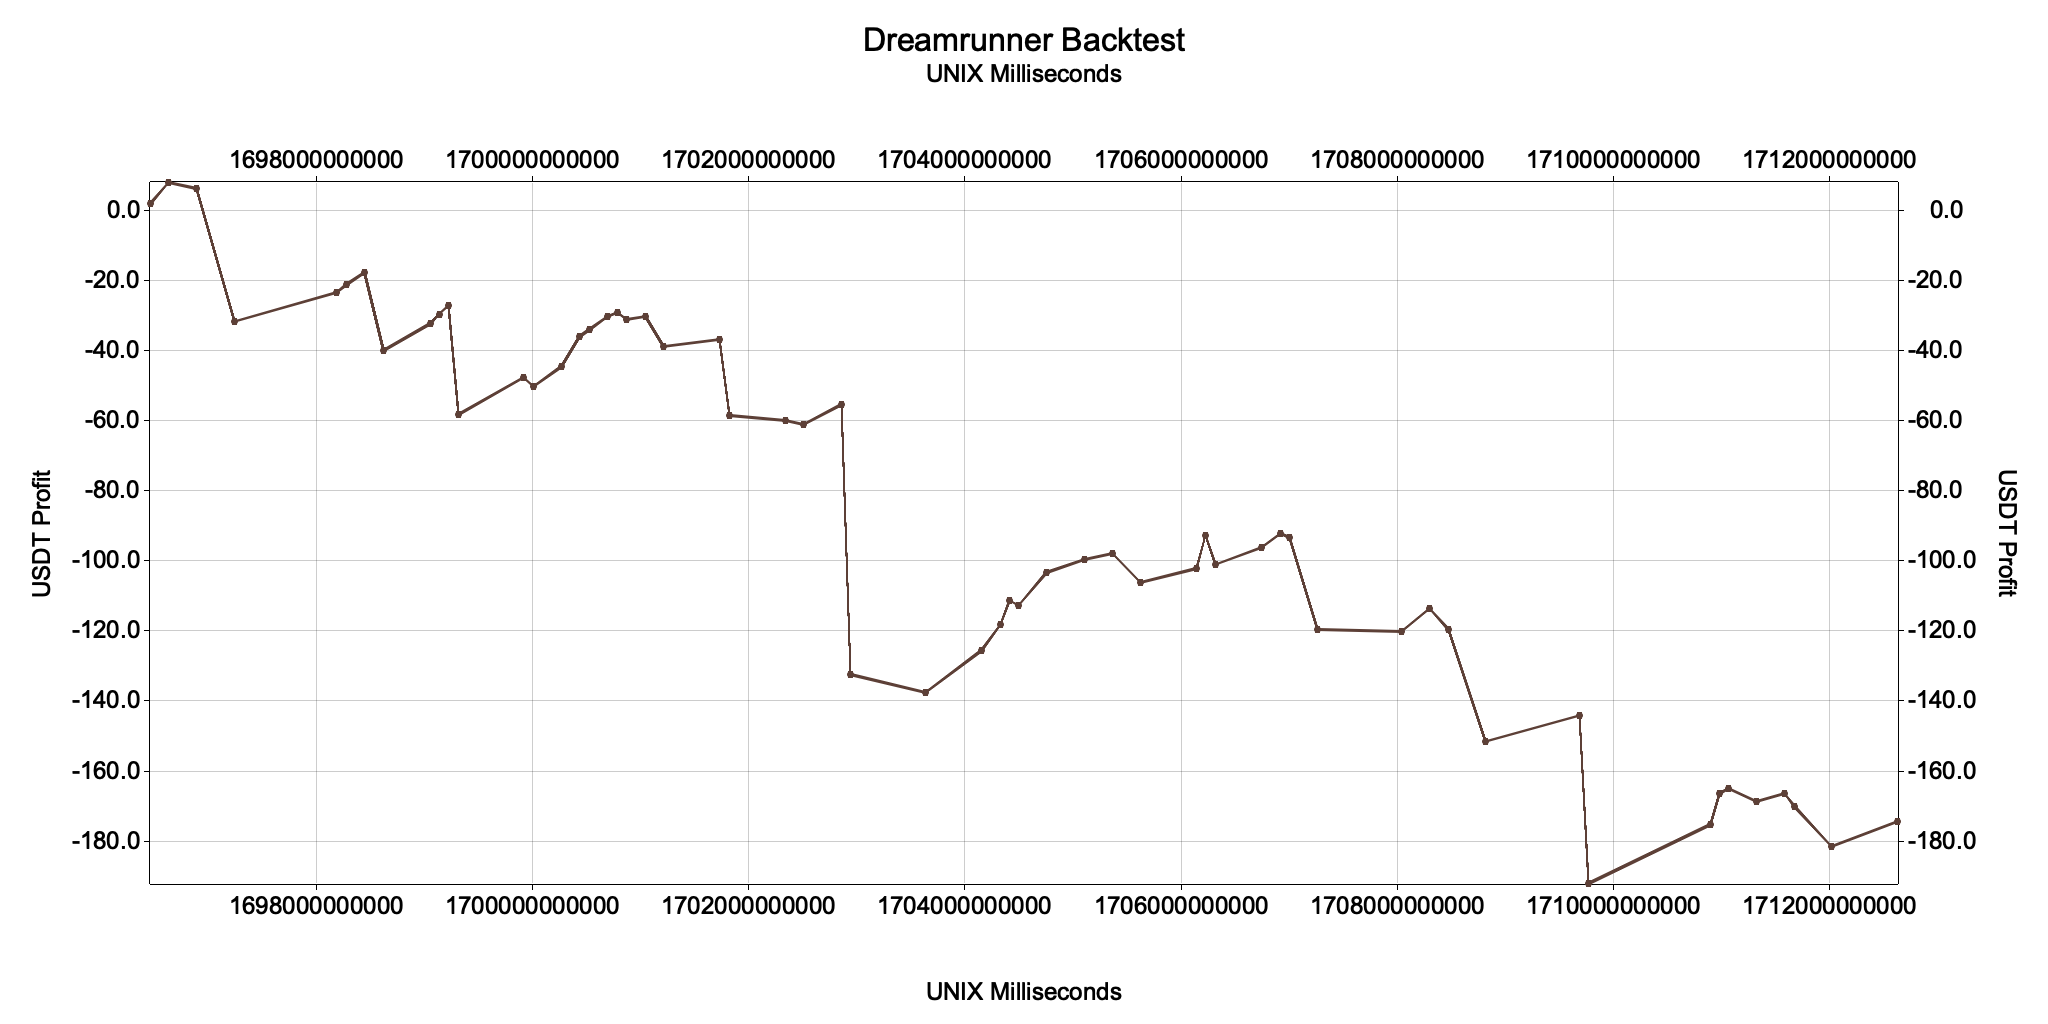 Dreamrunner Backtest
UNIX Milliseconds
1698000000000 1700000000000 1702000000000 1704000000000 1706000000000 1708000000000 1710000000000 1712000000000
0.0 0.0
-20.0 -20.0
-40.0 -40.0
-60.0 -60.0
-80.0 -80.0
-100.0 -100.0
-120.0 -120.0
-140.0 -140.0
-160.0 -160.0
-180.0 -180.0
USDT Profit
USDT Profit
1698000000000 1700000000000 1702000000000 1704000000000 1706000000000 1708000000000 1710000000000 1712000000000
UNIX Milliseconds